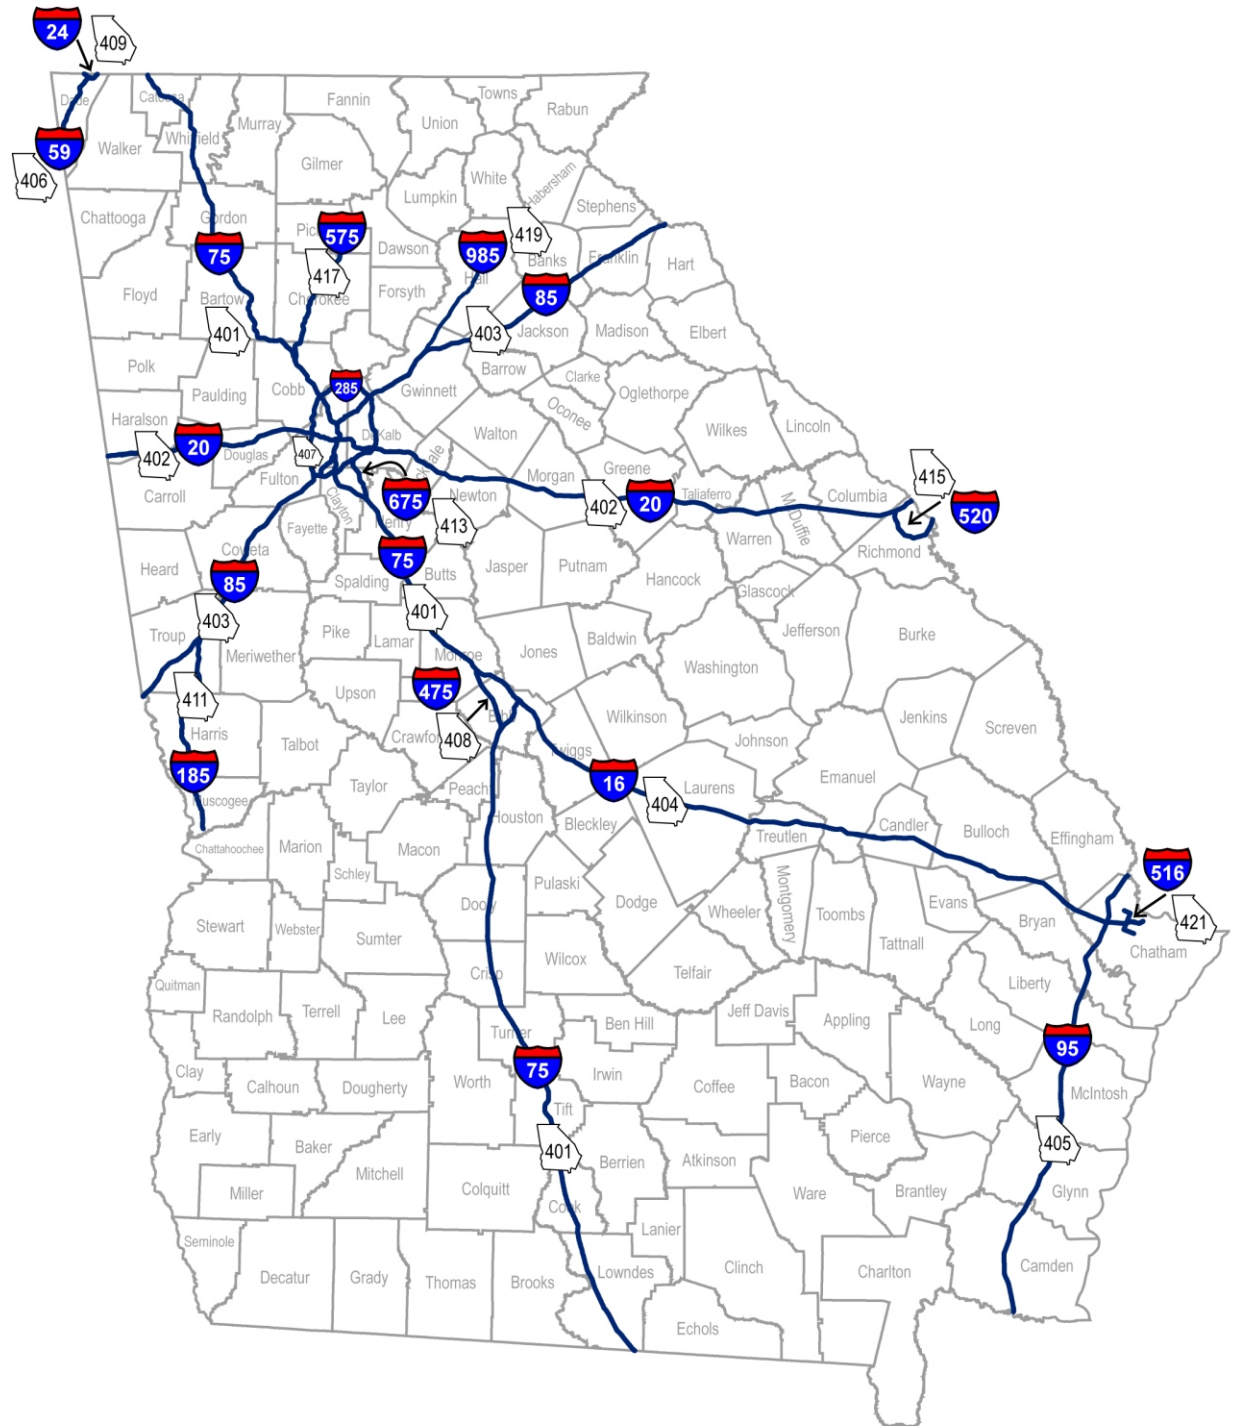 24
409
Dade
Catoosa
Fannin
Towns
Rabun
Union
Murray
Whitfield
Walker
59
406
Gilmer
White
Habersham
Lumpkin
Stephens
Chattooga
Gordon
575
419
985
75
Dawson
Banks
Franklin
Hart
Hall
417
Floyd
Bartow
Cherokee
Forsyth
85
401
403
Jackson
Madison
Elbert
Polk
Barrow
Clarke
285
Cobb
Gwinnett
Paulding
Oglethorpe
Oconee
Haralson
20
402
DeKalb
Walton
Wilkes
Lincoln
Douglas
407
Fulton
Morgan
Greene
415
Carroll
675
Newton
402
20
Taliaferro
McDuffie
Columbia
520
Clayton
Henry
413
Fayette
Warren
Richmond
Coweta
75
Heard
85
Spalding
Butts
Jasper
Putnam
Hancock
Glascock
403
401
Troup
Pike
Lamar
Jefferson
Burke
Meriwether
Monroe
Jones
Baldwin
Washington
475
411
Upson
Harris
Wilkinson
Jenkins
Screven
408
Talbot
Johnson
185
Twiggs
16
404
Laurens
Emanuel
Muscogee
Taylor
Peach
Houston
Bleckley
Treutlen
Candler
Bulloch
Effingham
Chattahoochee
Marion
Macon
Schley
516
421
Stewart
Webster
Sumter
Dooly
Pulaski
Dodge
Wheeler
Montgomery
Toombs
Evans
Bryan
Tattnall
Chatham
Quitman
Crisp
Wilcox
Telfair
Liberty
Randolph
Terrell
Lee
Turner
Ben Hill
Jeff Davis
Appling
Long
95
Clay
Calhoun
Dougherty
Worth
75
Irwin
Coffee
Bacon
Wayne
McIntosh
Early
Baker
Mitchell
Tift
401
Berrien
Atkinson
Pierce
405
Miller
Colquitt
Cook
Ware
Brantley
Glynn
Lanier
Seminole
Decatur
Grady
Thomas
Brooks
Lowndes
Clinch
Charlton
Camden
Echols